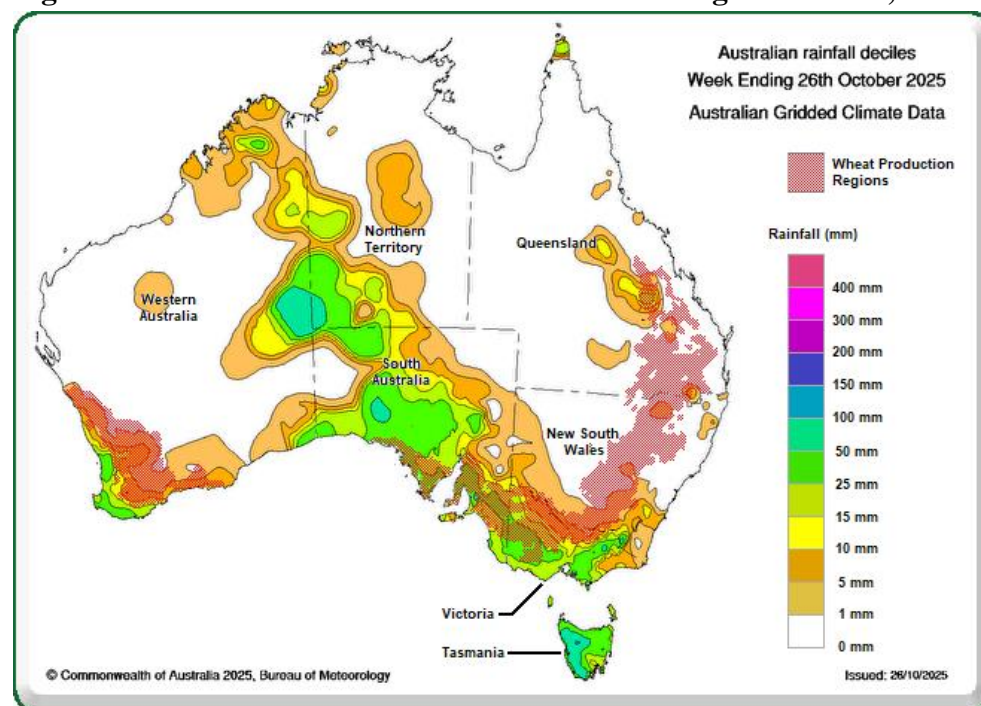 Australian rainfall deciles
Week Ending 26th October 2025
Australian Gridded Climate Data
Wheat Production
Regions
Rainfall (mm)
400 mm
300 mm
200 mm
150 mm
100 mm
50 mm
25 mm
15 mm
10 mm
5 mm
1 mm
0 mm
Northern
Territory
Queensland
Western
Australia
South
Australia
New South
Wales
Victoria
Tasmania
© Commonwealth of Australia 2025, Bureau of Meteorology
Issued: 26/10/2025